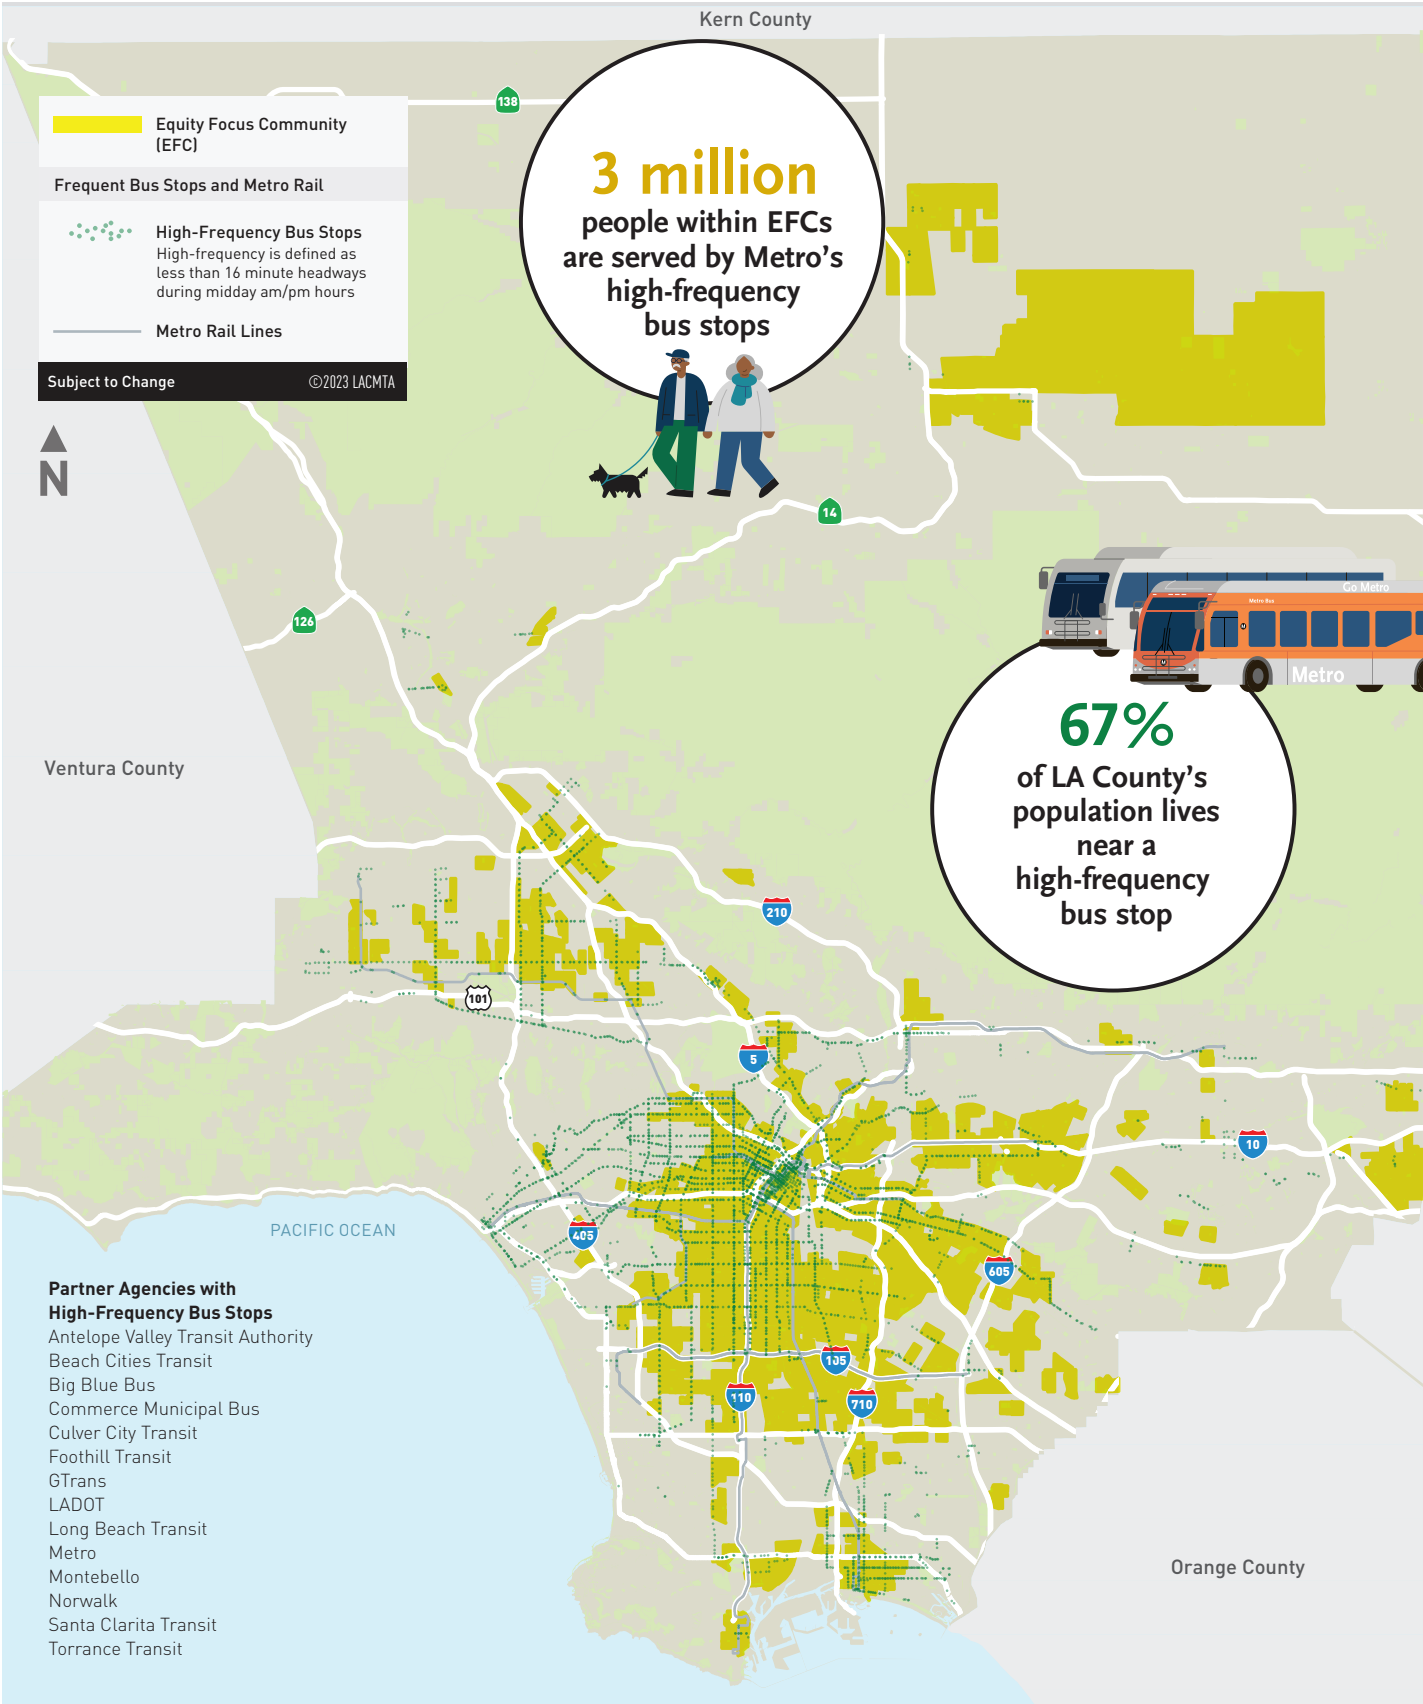 Kern County
138
Equity Focus Community
(EFC)
Frequent Bus Stops and Metro Rail
High-Frequency Bus Stops
High-frequency is defined as
less than 16 minute headways
during midday am/pm hours
Metro Rail Lines
Subject to Change
©2023 LACMTA
N
3 million
people within EFCs
are served by Metro's
high-frequency
bus stops
14
126
Go Metro
Metro Bus
Metro
67%
of LA County's
population lives
near a
high-frequency
bus stop
Ventura County
210
101
5
10
PACIFIC OCEAN
405
605
105
110
710
Partner Agencies with
High-Frequency Bus Stops
Antelope Valley Transit Authority
Beach Cities Transit
Big Blue Bus
Commerce Municipal Bus
Culver City Transit
Foothill Transit
GTrans
LADOT
Long Beach Transit
Metro
Montebello
Norwalk
Santa Clarita Transit
Torrance Transit
Orange County